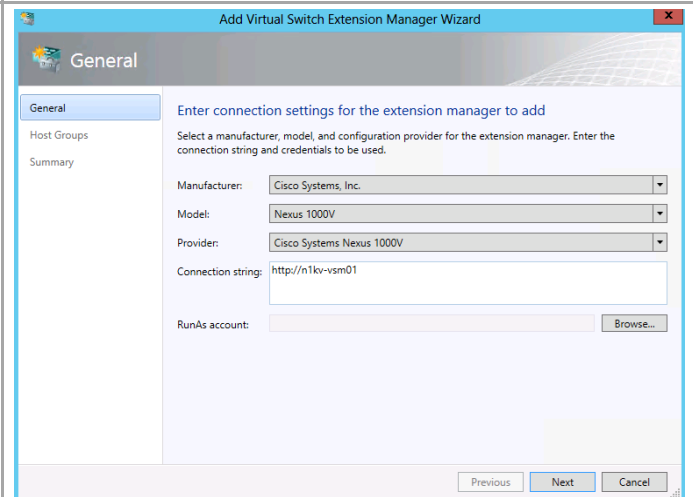 Add Virtual Switch Extension Manager Wizard
x
General
General
Host Groups
Summary
Enter connection settings for the extension manager to add
Select a manufacturer, model, and configuration provider for the extension manager. Enter the
connection string and credentials to be used.
Manufacturer: Cisco Systems, Inc.
Model: Nexus 1000V
Provider: Cisco Systems Nexus 1000V
Connection string: http://n1kv-vsm01
RunAs account: Browse...
Previous Next Cancel